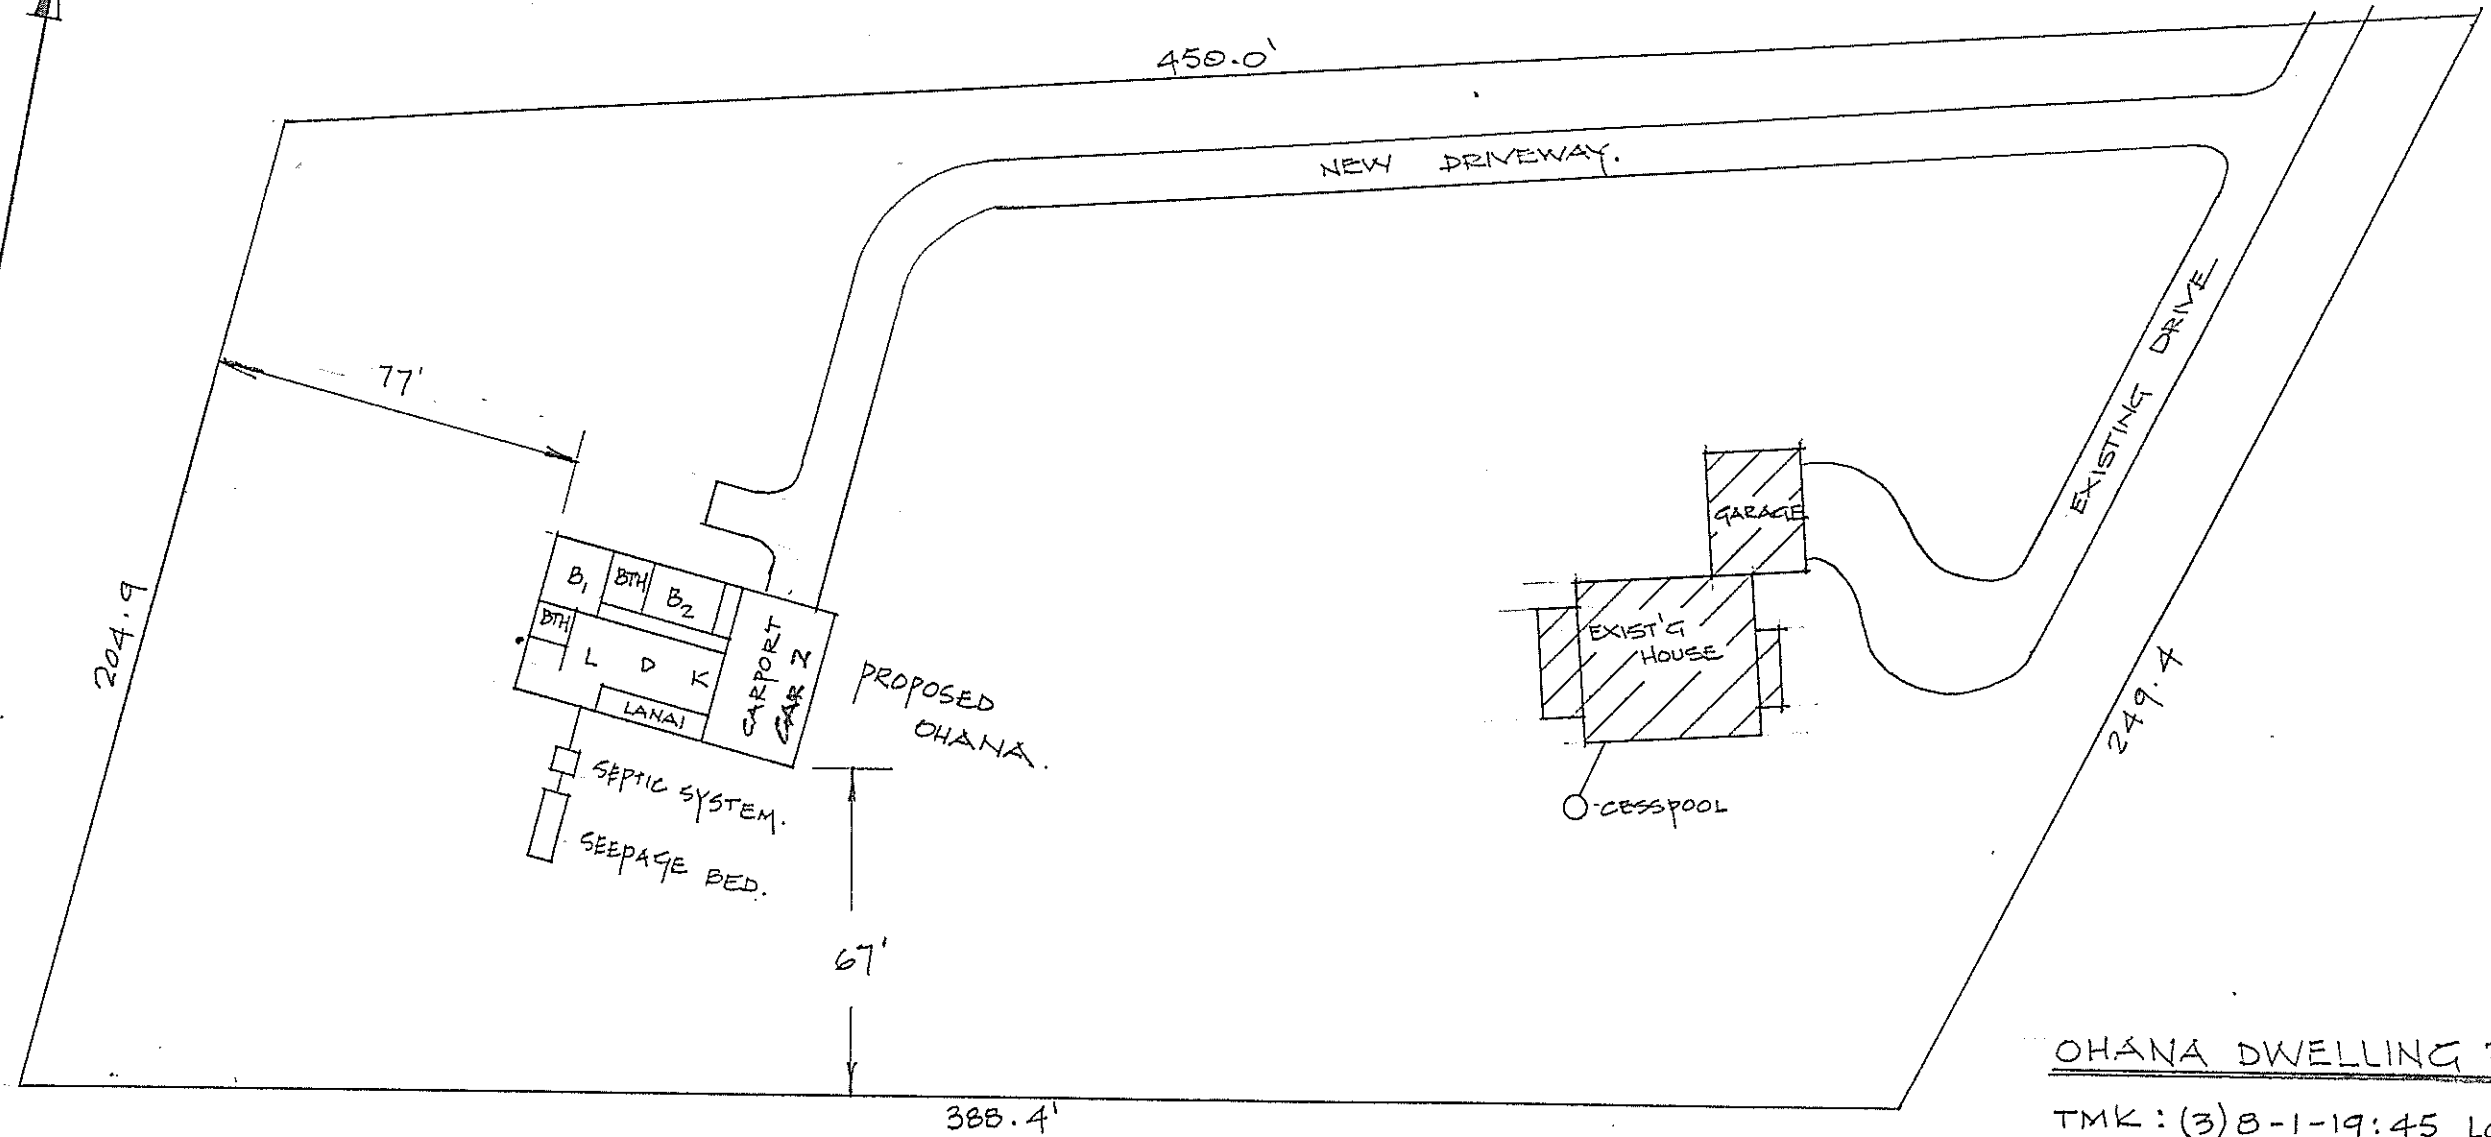 450.0'
NEW DRIVEWAY.
77'
EXISTING DRIVE
GARAGE
204.9
B1
BTH
B2
BTH
L D K
LANAI
CARPORT
CAR 2
PROPOSED
OHANA.
EXIST'G
HOUSE
249.4
SEPTIC SYSTEM.
SEEPAGE BED.
CESSPOOL
67'
388.4'
OHANA DWELLING
TMK: (3) 8-1-19:45